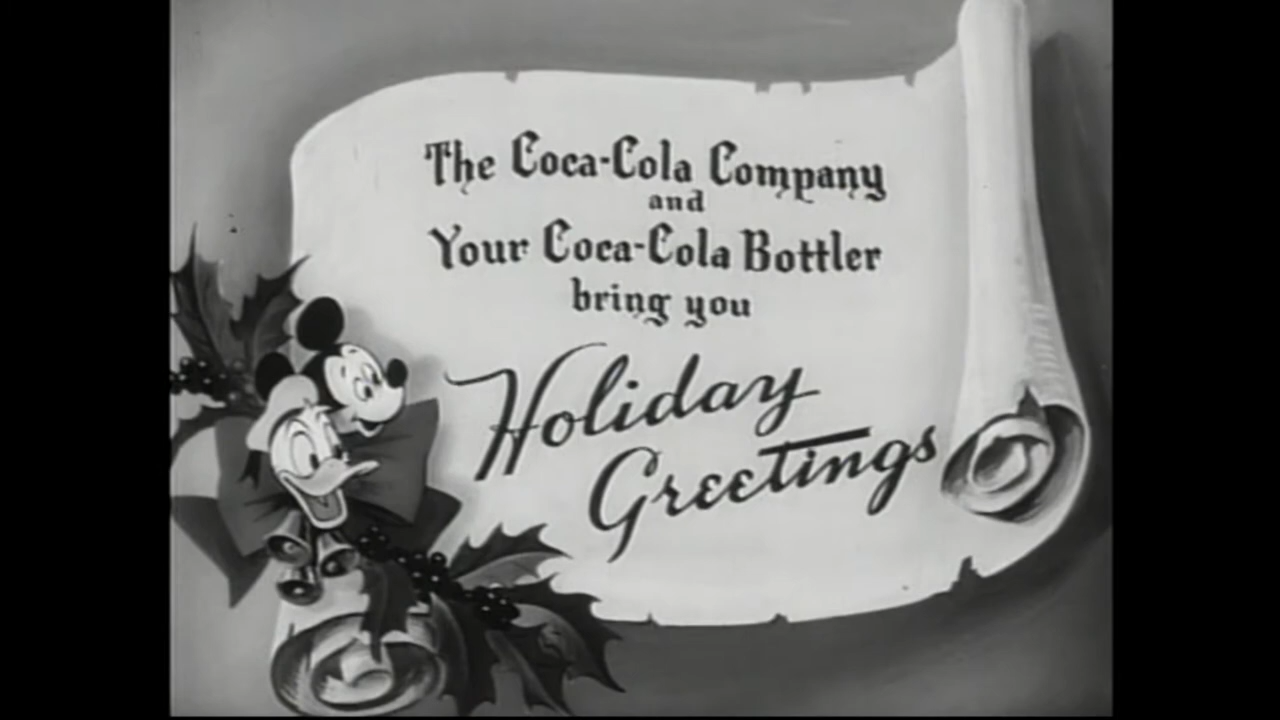 The Coca-Cola Company
and
Your Coca-Cola Bottler
bring you
Holiday
Greetings